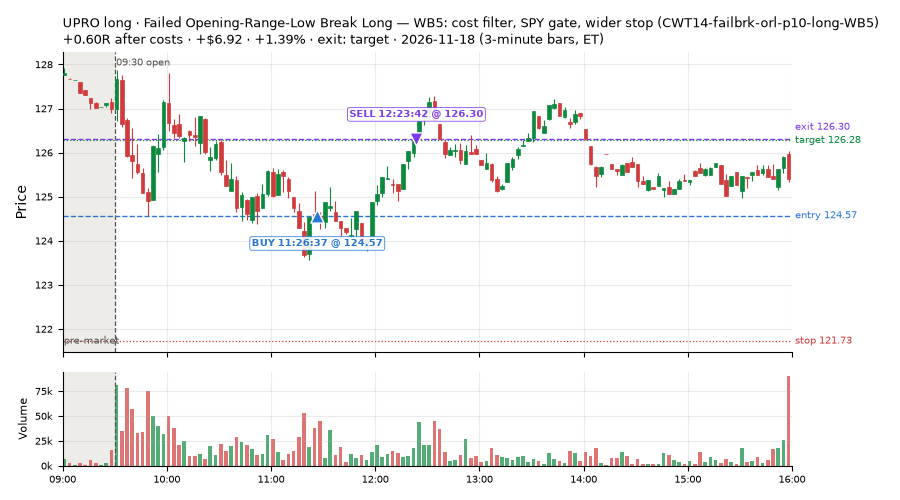 UPRO long · Failed Opening-Range-Low Break Long — WB5: cost filter, SPY gate, wider stop (CWT14-failbrk-orl-p10-long-WB5)
+0.60R after costs · +$6.92 · +1.39% · exit: target · 2026-11-18 (3-minute bars, ET)
128
127
126
125
124
123
122
Price
09:30 open
SELL 12:23:42 @ 126.30
BUY 11:26:37 @ 124.57
pre-market
exit 126.30
target 126.28
entry 124.57
stop 121.73
75k
50k
25k
0k
Volume
09:00
10:00
11:00
12:00
13:00
14:00
15:00
16:00